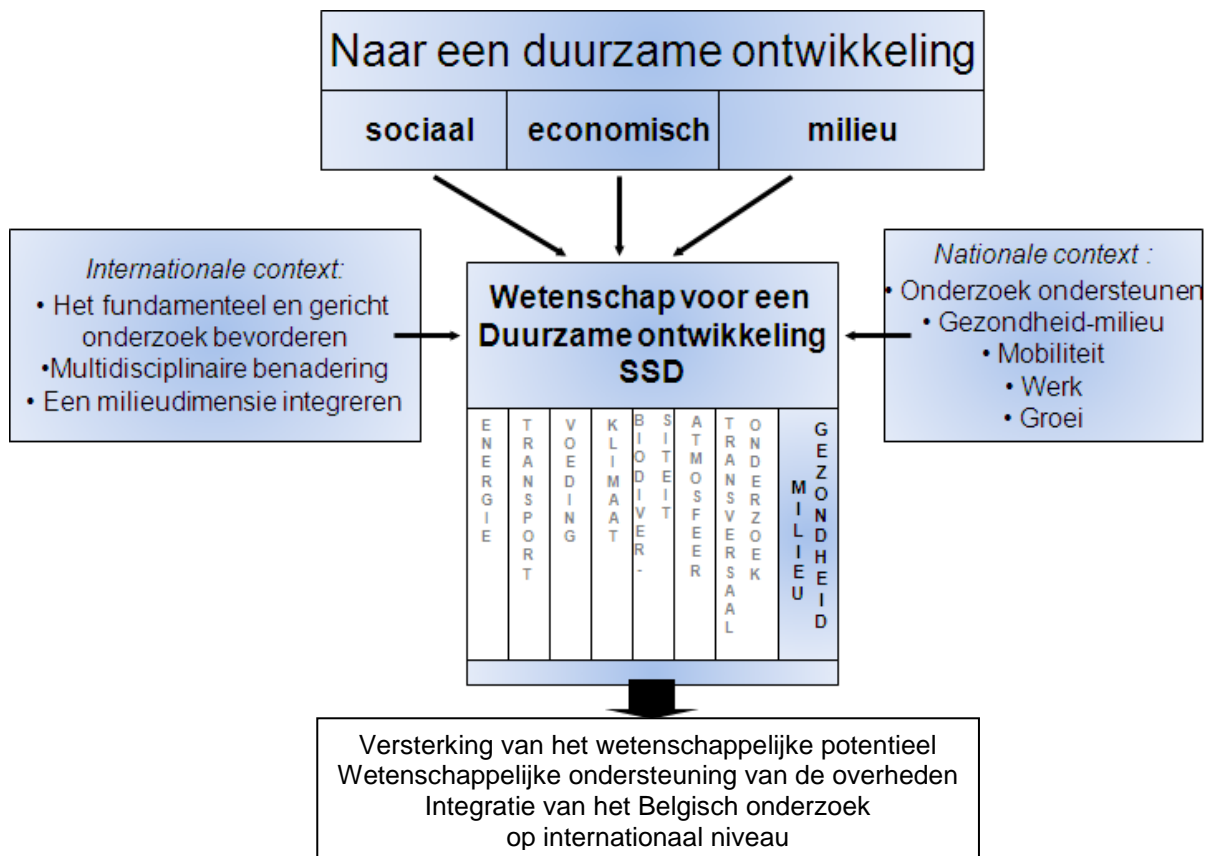 Naar een duurzame ontwikkeling
sociaal
economisch
milieu
Internationale context:
• Het fundamenteel en gericht
onderzoek bevorderen
•Multidisciplinaire benadering
• Een milieudimensie integreren
Wetenschap voor een
Duurzame ontwikkeling
SSD
Nationale context :
• Onderzoek ondersteunen
• Gezondheid-milieu
• Mobiliteit
• Werk
• Groei
ENERGIE
TRANSPORT
VOEDING
KLIMAAT
BIODIVER-
SITEIT
ATMOSFEER
TRANSVERSAAL
ONDERZOEK
MILIEU
GEZONDHEID
Versterking van het wetenschappelijke potentieel
Wetenschappelijke ondersteuning van de overheden
Integratie van het Belgisch onderzoek
op internationaal niveau